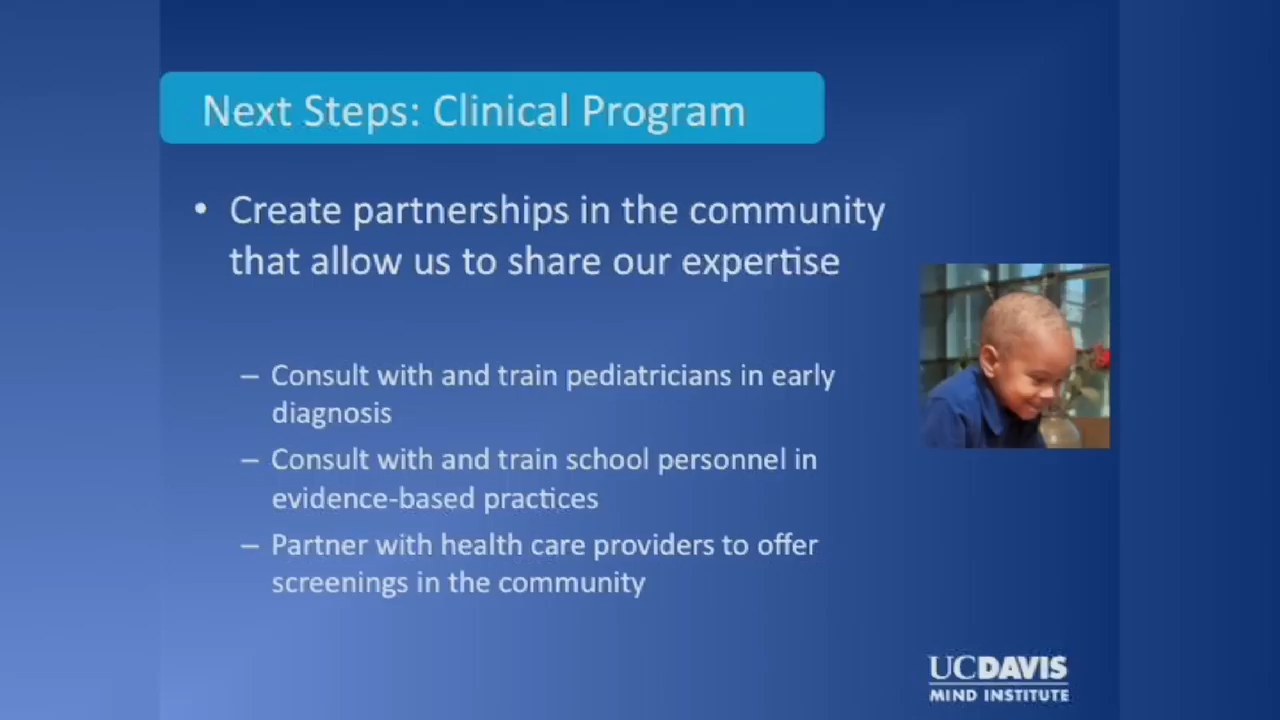 Next Steps: Clinical Program
• Create partnerships in the community
that allow us to share our expertise
– Consult with and train pediatricians in early
diagnosis
– Consult with and train school personnel in
evidence-based practices
– Partner with health care providers to offer
screenings in the community
UCDAVIS
MIND INSTITUTE